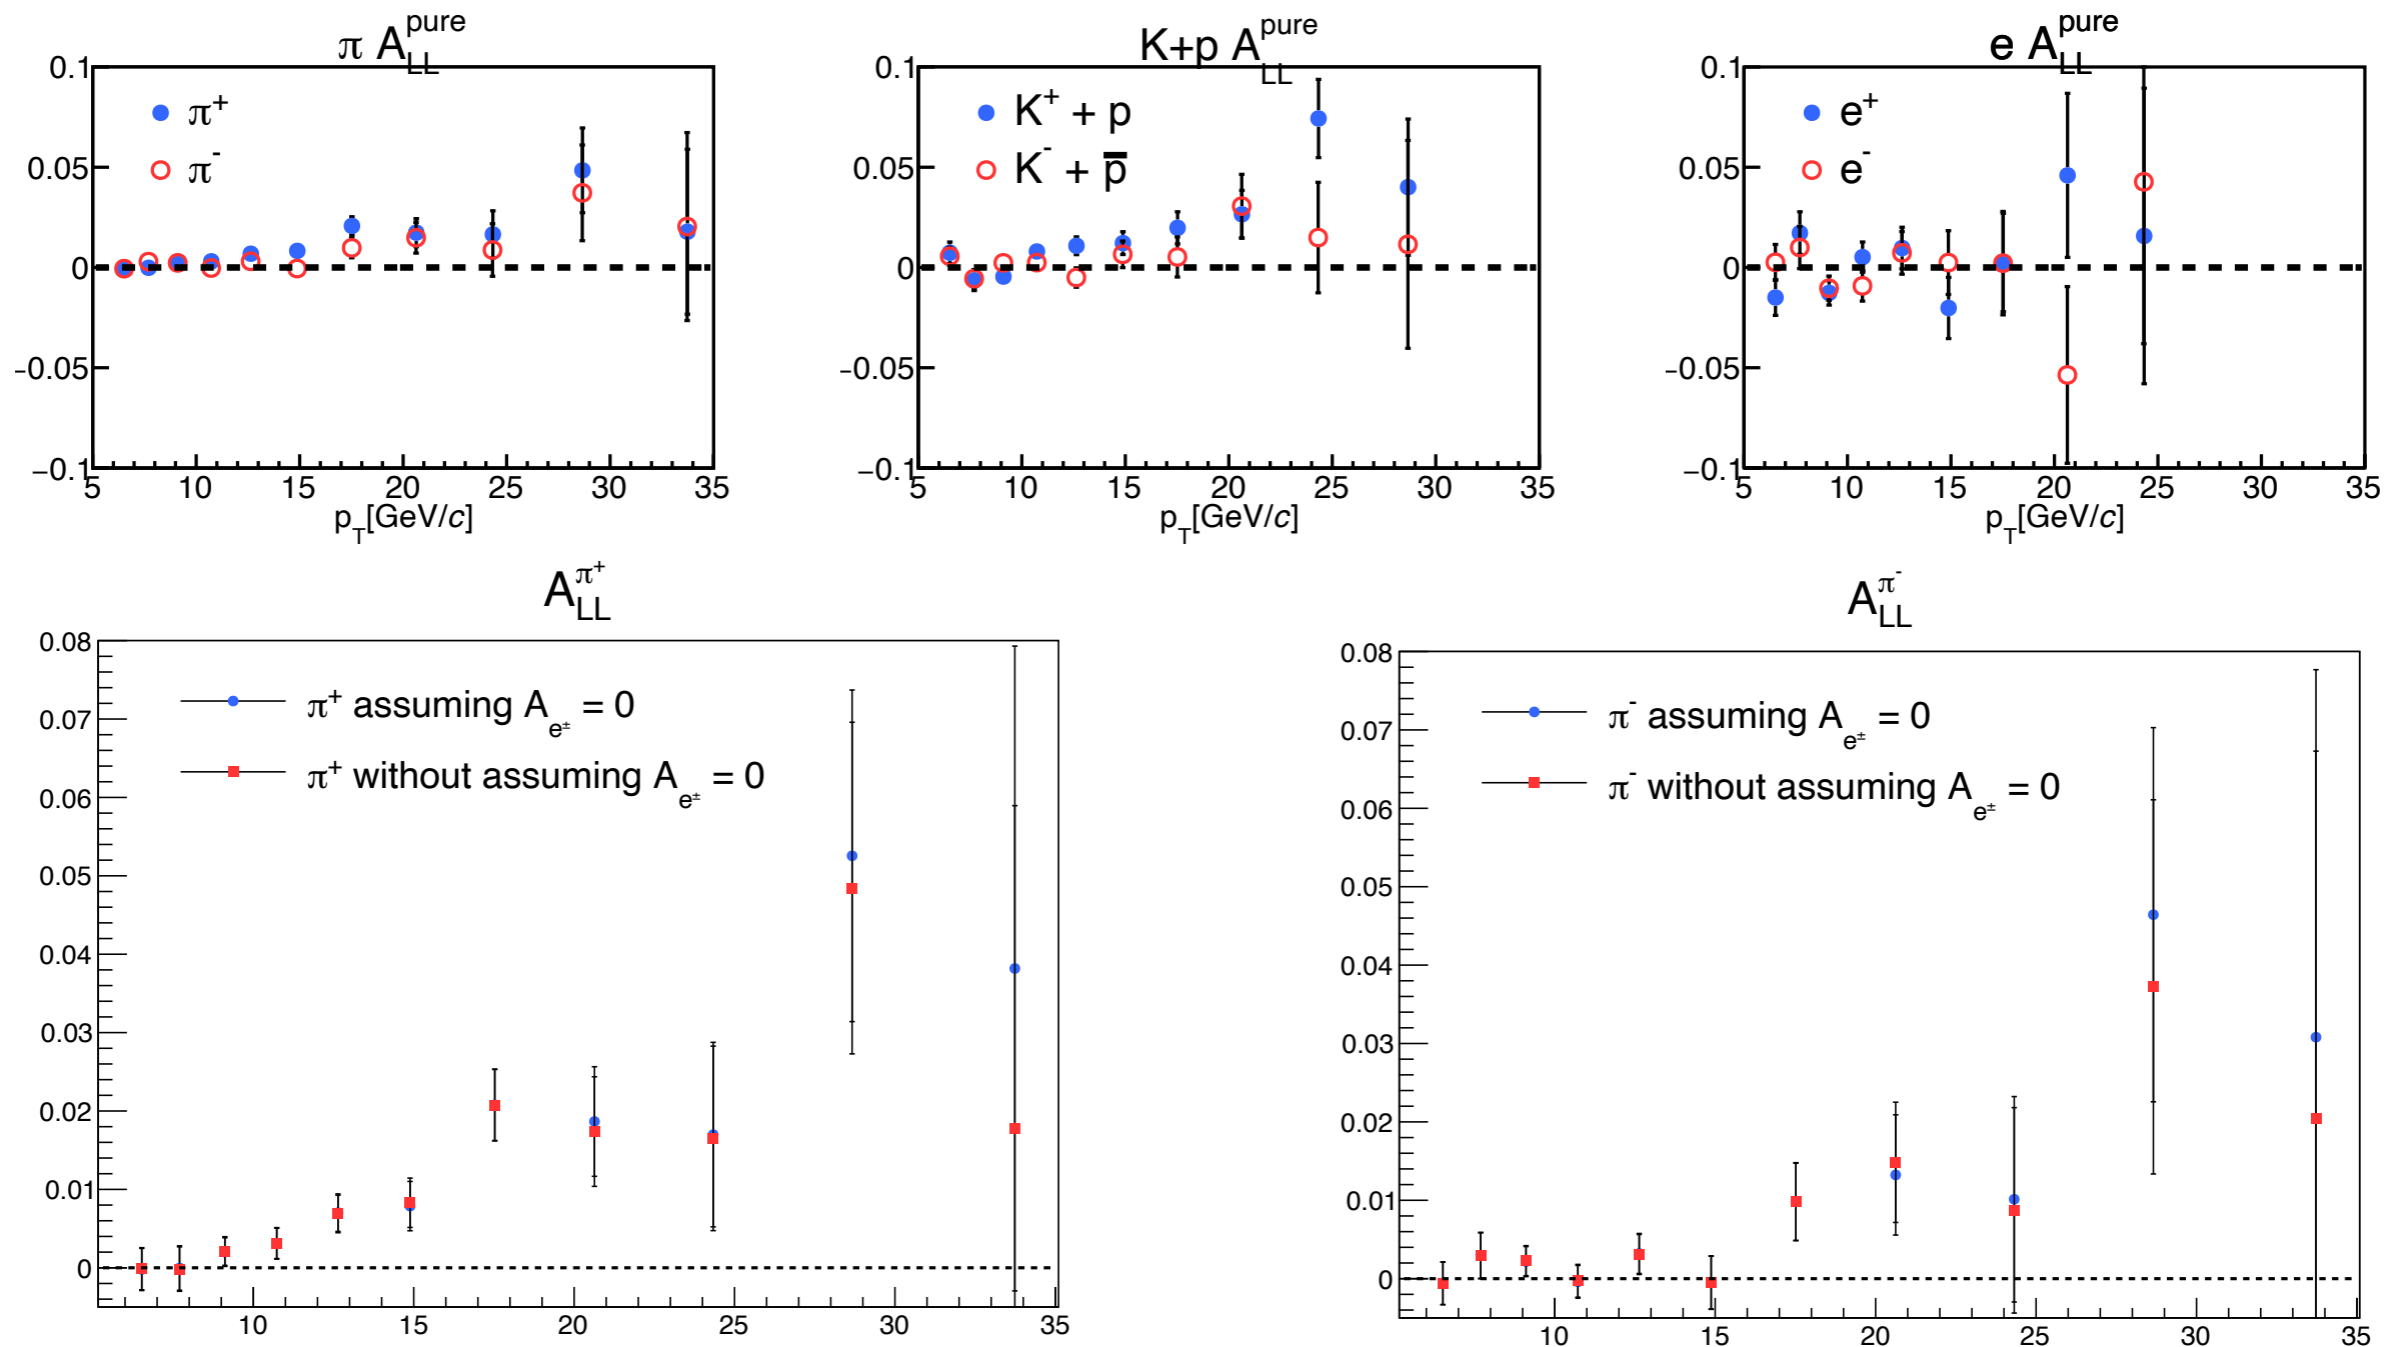 π A_LL^pure
0.1
0.05
0
−0.05
−0.1
π+
π-
5 10 15 20 25 30 35
p_T[GeV/c]
K+p A_LL^pure
0.1
0.05
0
−0.05
−0.1
K+ + p
K- + p̅
5 10 15 20 25 30 35
p_T[GeV/c]
e A_LL^pure
0.1
0.05
0
−0.05
−0.1
e+
e-
5 10 15 20 25 30 35
p_T[GeV/c]
A_LL^π+
0.08
0.07
0.06
0.05
0.04
0.03
0.02
0.01
0
π+ assuming A_e± = 0
π+ without assuming A_e± = 0
10 15 20 25 30 35
A_LL^π-
0.08
0.07
0.06
0.05
0.04
0.03
0.02
0.01
0
π- assuming A_e± = 0
π- without assuming A_e± = 0
10 15 20 25 30 35